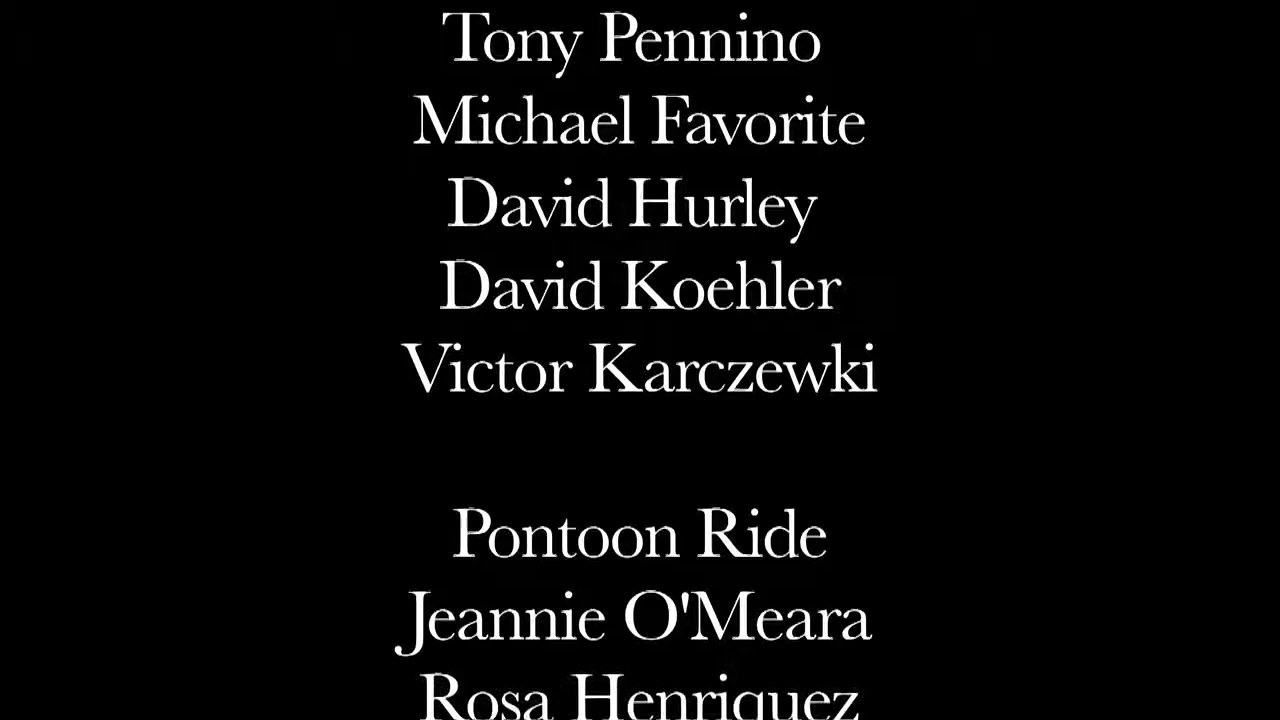 Tony Pennino
Michael Favorite
David Hurley
David Koehler
Victor Karczewki
Pontoon Ride
Jeannie O'Meara
Rosa Henriquez